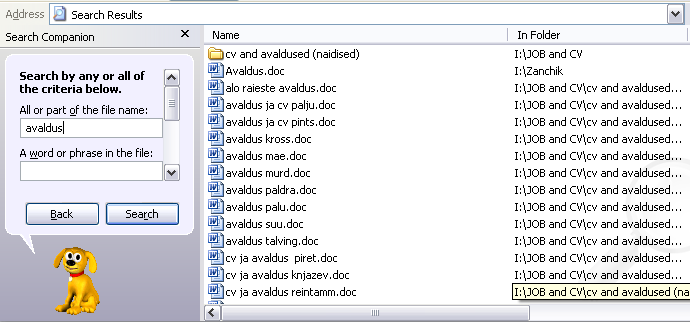 Address Search Results
Search Companion
Search by any or all of
the criteria below.
All or part of the file name:
avaldus
A word or phrase in the file:
Back Search
Name In Folder
cv and avaldused (naidised) I:\JOB and CV
Avaldus.doc I:\Zanchik
alo raieste avaldus.doc I:\JOB and CV\cv and avaldused...
avaldus ja cv palju.doc I:\JOB and CV\cv and avaldused...
avaldus ja cv pints.doc I:\JOB and CV\cv and avaldused...
avaldus kross.doc I:\JOB and CV\cv and avaldused...
avaldus mae.doc I:\JOB and CV\cv and avaldused...
avaldus murd.doc I:\JOB and CV\cv and avaldused...
avaldus paldra.doc I:\JOB and CV\cv and avaldused...
avaldus palu.doc I:\JOB and CV\cv and avaldused...
avaldus suu.doc I:\JOB and CV\cv and avaldused...
avaldus talving.doc I:\JOB and CV\cv and avaldused...
cv ja avaldus  piret.doc I:\JOB and CV\cv and avaldused...
cv ja avaldus knjazev.doc I:\JOB and CV\cv and avaldused...
cv ja avaldus reintamm.doc I:\JOB and CV\cv and avaldused (na